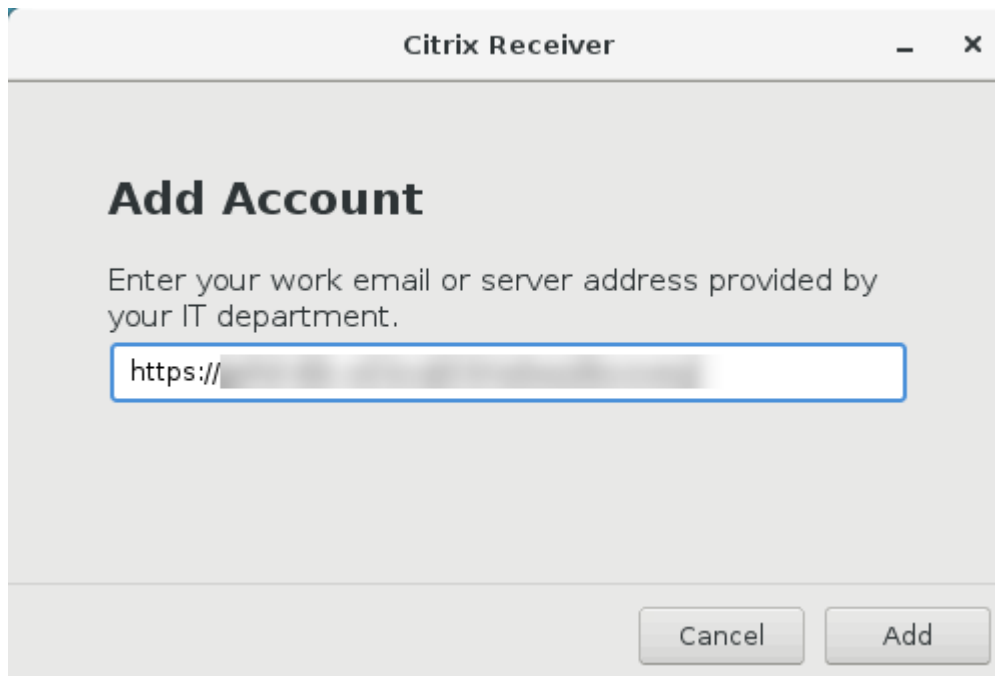 Citrix Receiver
Add Account
Enter your work email or server address provided by
your IT department.
https://
Cancel
Add